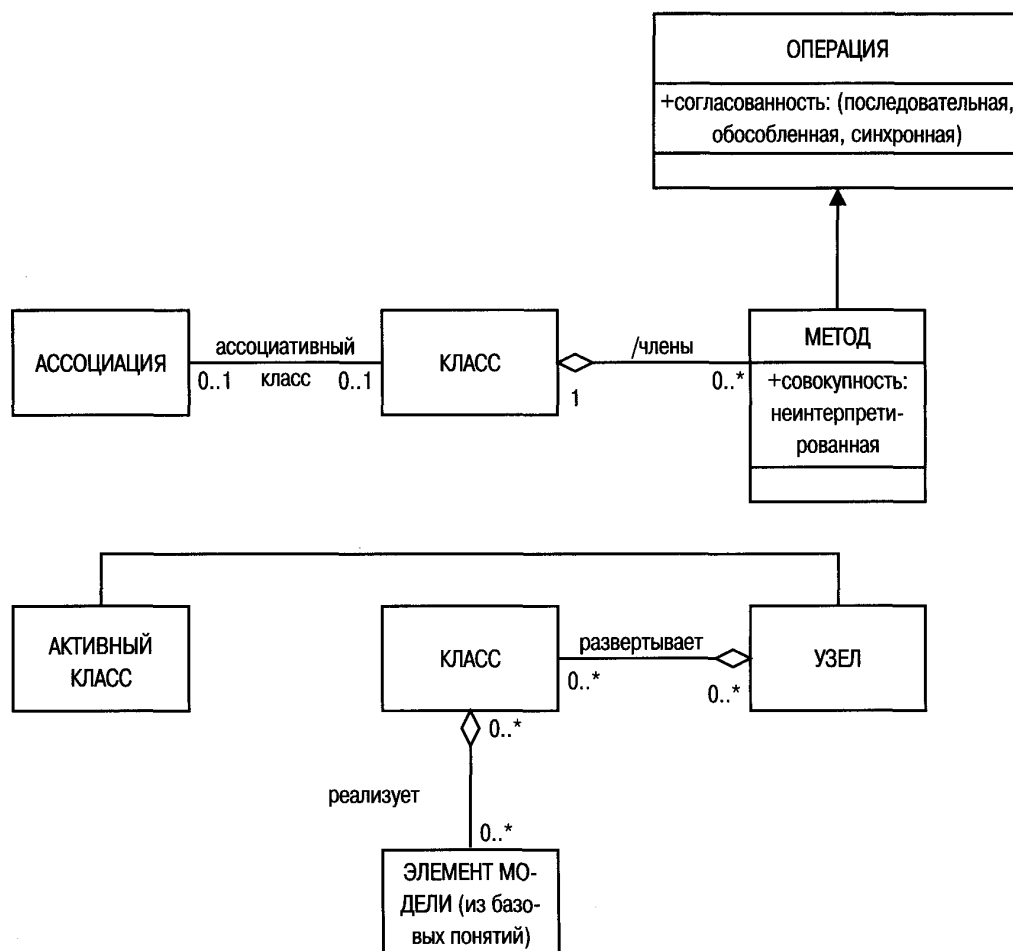 ОПЕРАЦИЯ
+согласованность: (последовательная,
обособленная, синхронная)
АССОЦИАЦИЯ
ассоциативный
0..1 класс 0..1
КЛАСС
1
/члены
0..*
МЕТОД
+совокупность:
неинтерпрети-
рованная
АКТИВНЫЙ
КЛАСС
КЛАСС
развертывает
0..* 0..*
УЗЕЛ
0..*
реализует
0..*
ЭЛЕМЕНТ МО-
ДЕЛИ (из базо-
вых понятий)